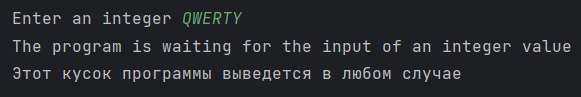 Enter an integer QWERTY
The program is waiting for the input of an integer value
Этот кусок программы выведется в любом случае